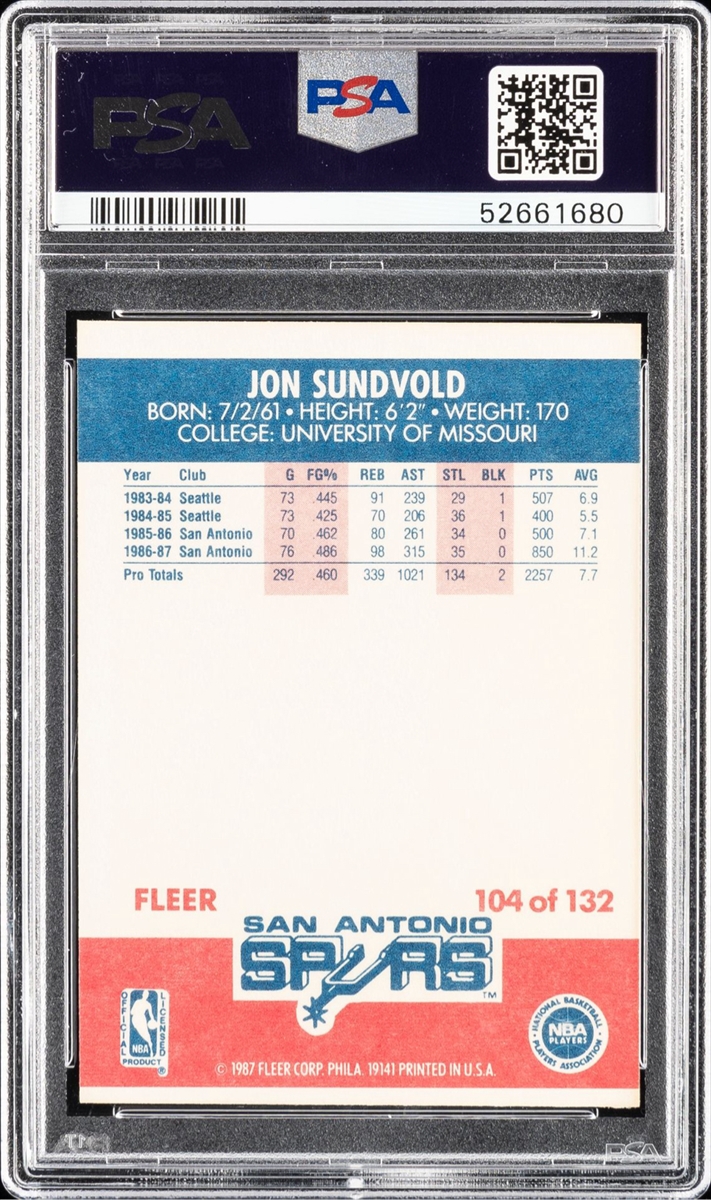 PSA
PSA
52661680
JON SUNDVOLD
BORN: 7/2/61 • HEIGHT: 6'2" • WEIGHT: 170
COLLEGE: UNIVERSITY OF MISSOURI
Year Club G FG% REB AST STL BLK PTS AVG
1983-84 Seattle 73 .445 91 239 29 1 507 6.9
1984-85 Seattle 73 .425 70 206 36 1 400 5.5
1985-86 San Antonio 70 .462 80 261 34 0 500 7.1
1986-87 San Antonio 76 .486 98 315 35 0 850 11.2
Pro Totals 292 .460 339 1021 134 2 2257 7.7
FLEER 104 of 132
SAN ANTONIO
SPURS TM
OFFICIAL LICENSED
NBA ®
PRODUCT
NATIONAL BASKETBALL
NBA
PLAYERS
PLAYERS ASSOCIATION
© 1987 FLEER CORP. PHILA. 19141 PRINTED IN U.S.A.
PSA